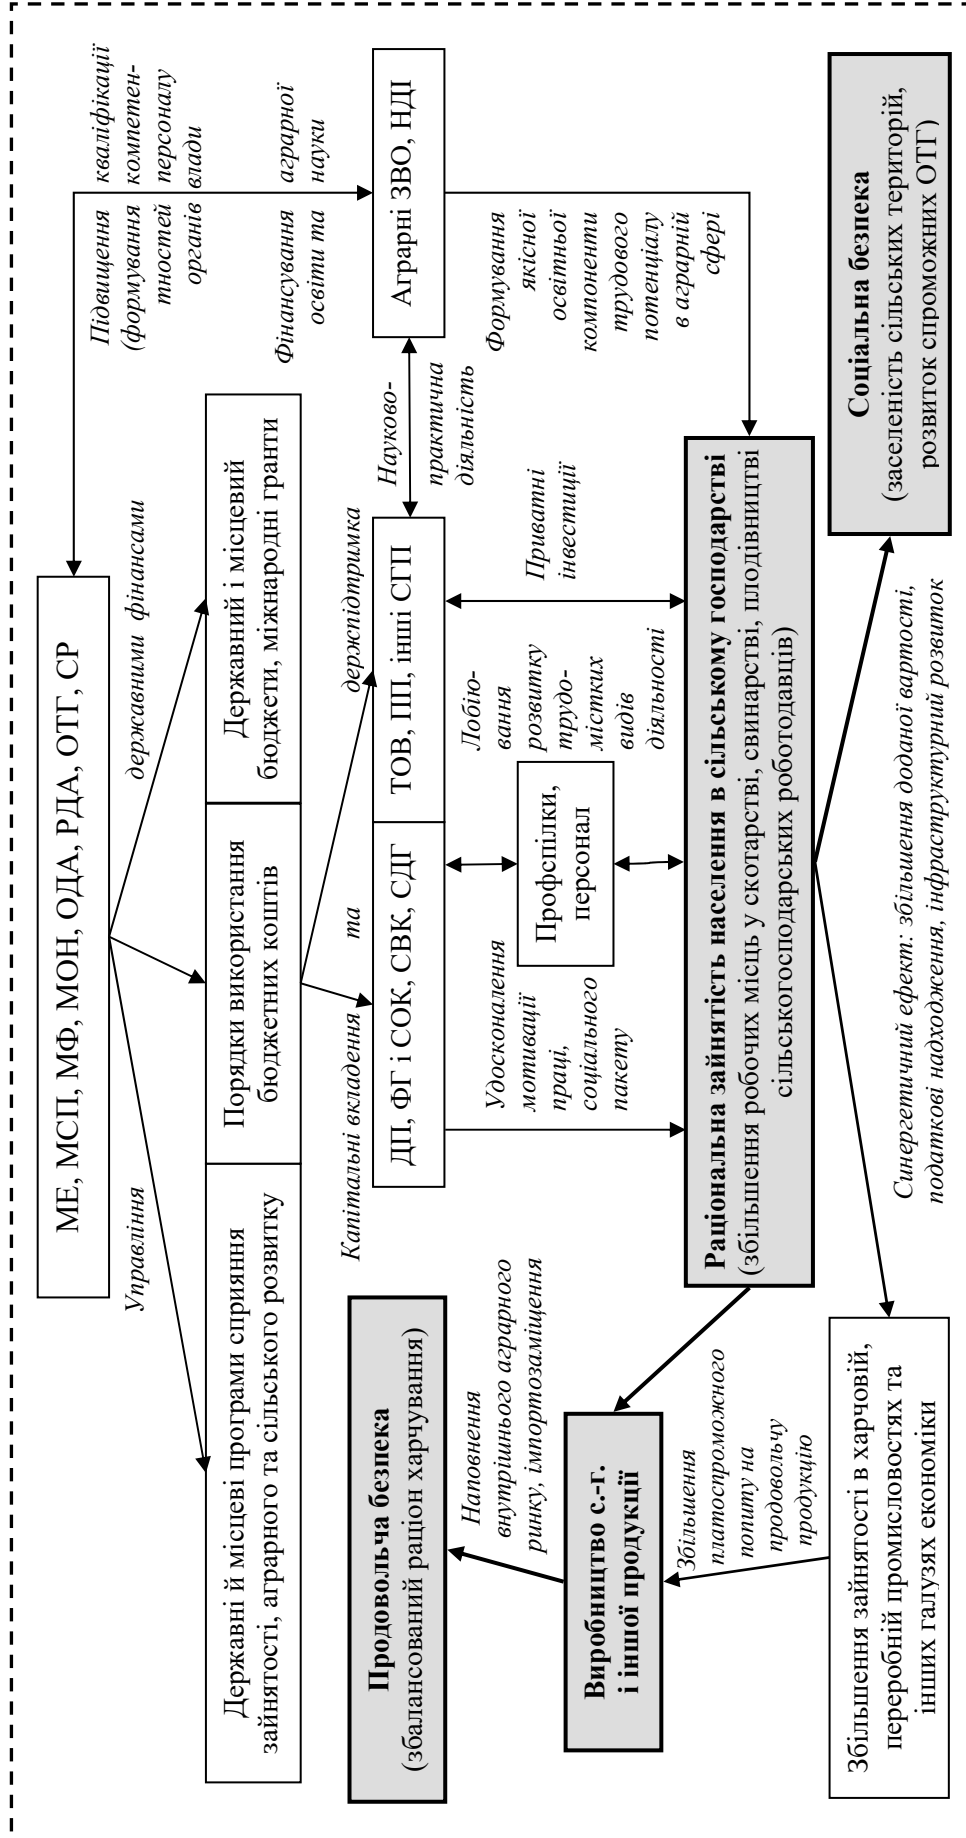 МЕ, МСП, МФ, МОН, ОДА, РДА, ОТГ, СР
Управління
державними фінансами
Підвищення кваліфікації
(формування компетен-
тностей персоналу
органів влади
Фінансування аграрної
освіти та науки
Державні й місцеві програми сприяння
зайнятості, аграрного та сільського розвитку
Порядки використання
бюджетних коштів
Державний і місцевий
бюджети, міжнародні гранти
Капітальні вкладення та держпідтримка
Продовольча безпека
(збалансований раціон харчування)
ДП, ФГ і СОК, СВК, СДГ
ТОВ, ПП, інші СГП
Науково-
практична
діяльність
Аграрні ЗВО, НДІ
Наповнення
внутрішнього аграрного
ринку, імпортозаміщення
Удосконалення
мотивації
праці,
соціального
пакету
Профспілки,
персонал
Лобію-
вання
розвитку
трудо-
містких
видів
діяльності
Приватні
інвестиції
Формування
якісної
освітньої
компоненти
трудового
потенціалу
в аграрній
сфері
Виробництво с.-г.
і іншої продукції
Раціональна зайнятість населення в сільському господарстві
(збільшення робочих місць у скотарстві, свинарстві, плодівництві
сільськогосподарських роботодавців)
Збільшення
платоспроможного
попиту на
продовольчу
продукцію
Збільшення зайнятості в харчовій,
переробній промисловостях та
інших галузях економіки
Синергетичний ефект: збільшення доданої вартості,
податкові надходження, інфраструктурний розвиток
Соціальна безпека
(заселеність сільських територій,
розвиток спроможних ОТГ)